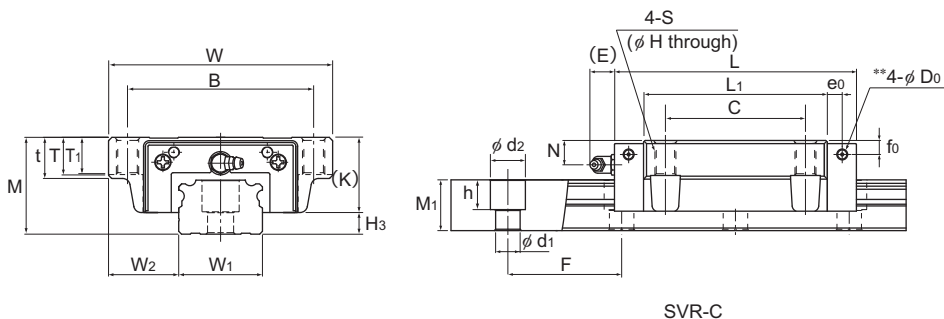 W
B
t
T
T1
M
(K)
H3
W2
W1
4-S
(φ H through)
(E)
L
L1
e0
**4-φ D0
C
N
f0
φ d2
h
M1
φ d1
F
SVR-C